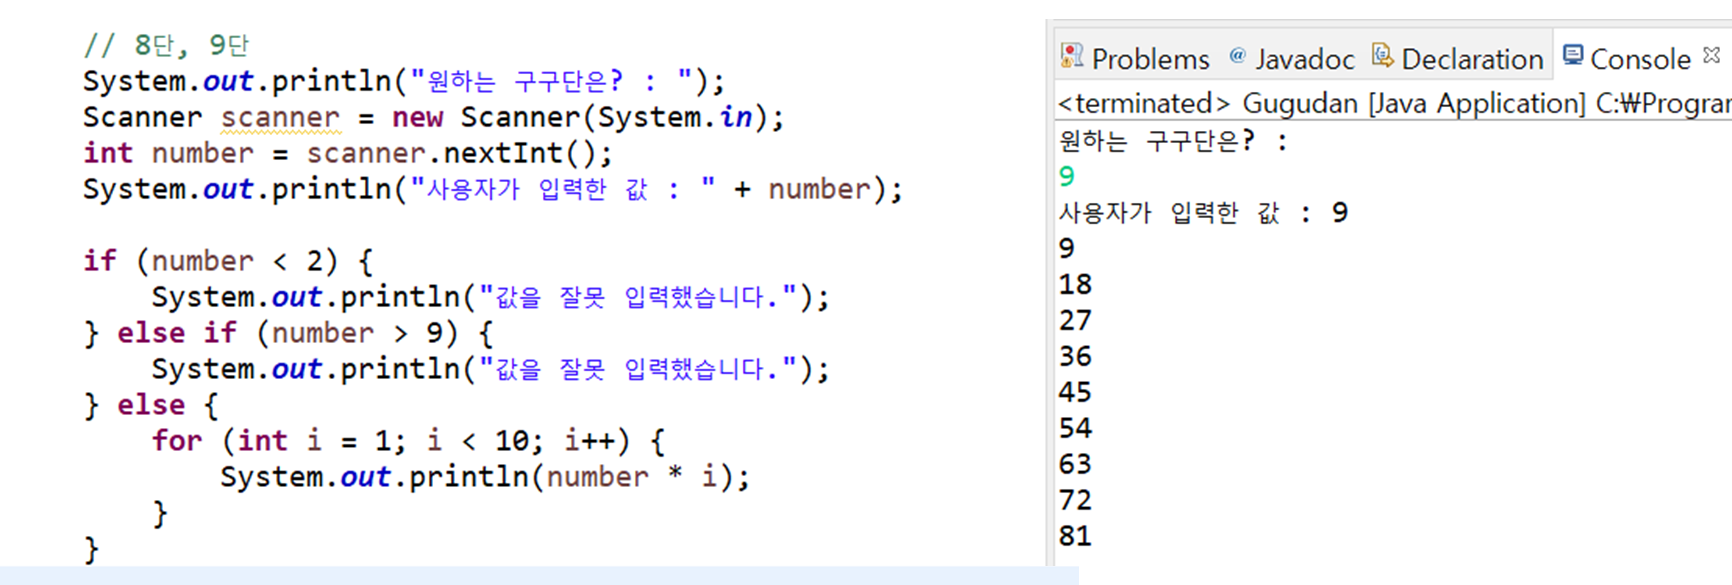 // 8단, 9단
System.out.println("원하는 구구단은? : ");
Scanner scanner = new Scanner(System.in);
int number = scanner.nextInt();
System.out.println("사용자가 입력한 값 : " + number);
if (number < 2) {
System.out.println("값을 잘못 입력했습니다.");
} else if (number > 9) {
System.out.println("값을 잘못 입력했습니다.");
} else {
for (int i = 1; i < 10; i++) {
System.out.println(number * i);
}
}
Problems @ Javadoc Declaration Console
<terminated> Gugudan [Java Application] C:₩Program
원하는 구구단은? :
9
사용자가 입력한 값 : 9
9
18
27
36
45
54
63
72
81